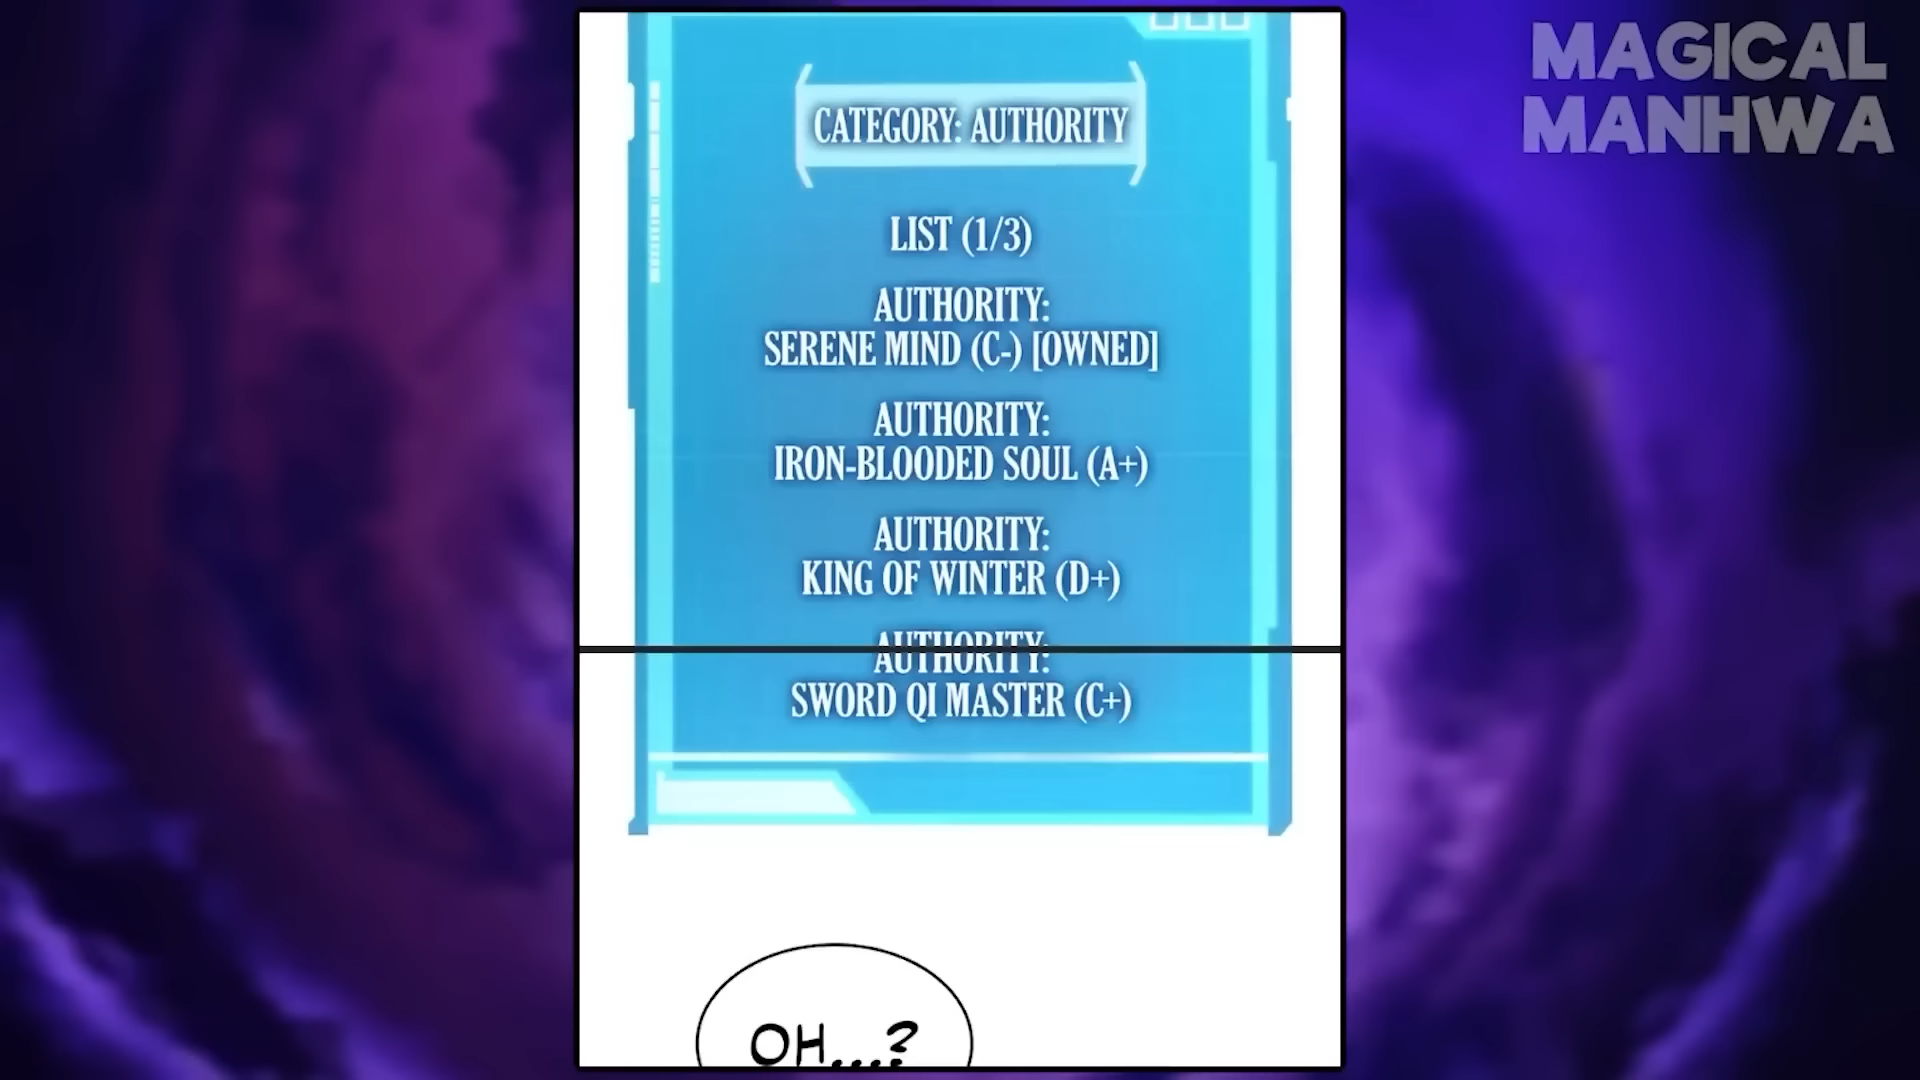 MAGICAL
MANHWA
CATEGORY: AUTHORITY
LIST (1/3)
AUTHORITY:
SERENE MIND (C-) [OWNED]
AUTHORITY:
IRON-BLOODED SOUL (A+)
AUTHORITY:
KING OF WINTER (D+)
AUTHORITY:
SWORD QI MASTER (C+)
OH...?